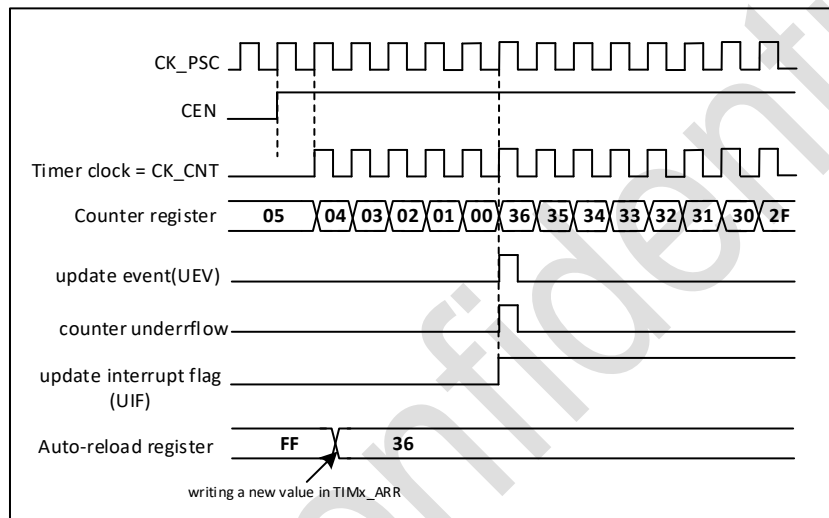 CK_PSC
CEN
Timer clock = CK_CNT
Counter register 05 04 03 02 01 00 36 35 34 33 32 31 30 2F
update event(UEV)
counter underrflow
update interrupt flag
(UIF)
Auto-reload register FF 36
writing a new value in TIMx_ARR